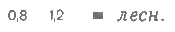 0,8 1,2 = лесн.